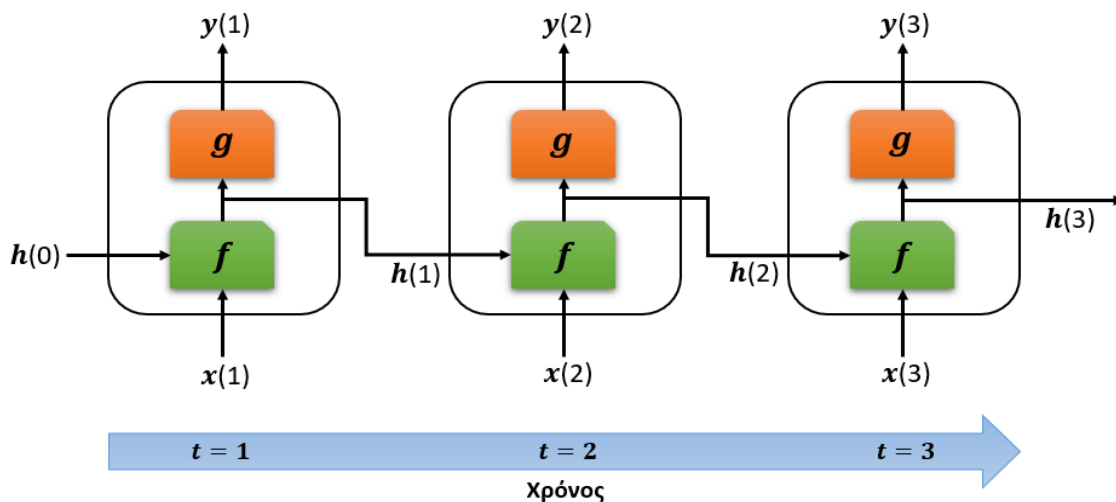 y(1) y(2) y(3)
g g g
h(3)
h(0) f f f
h(1) h(2)
x(1) x(2) x(3)
t = 1 t = 2 t = 3
Χρόνος